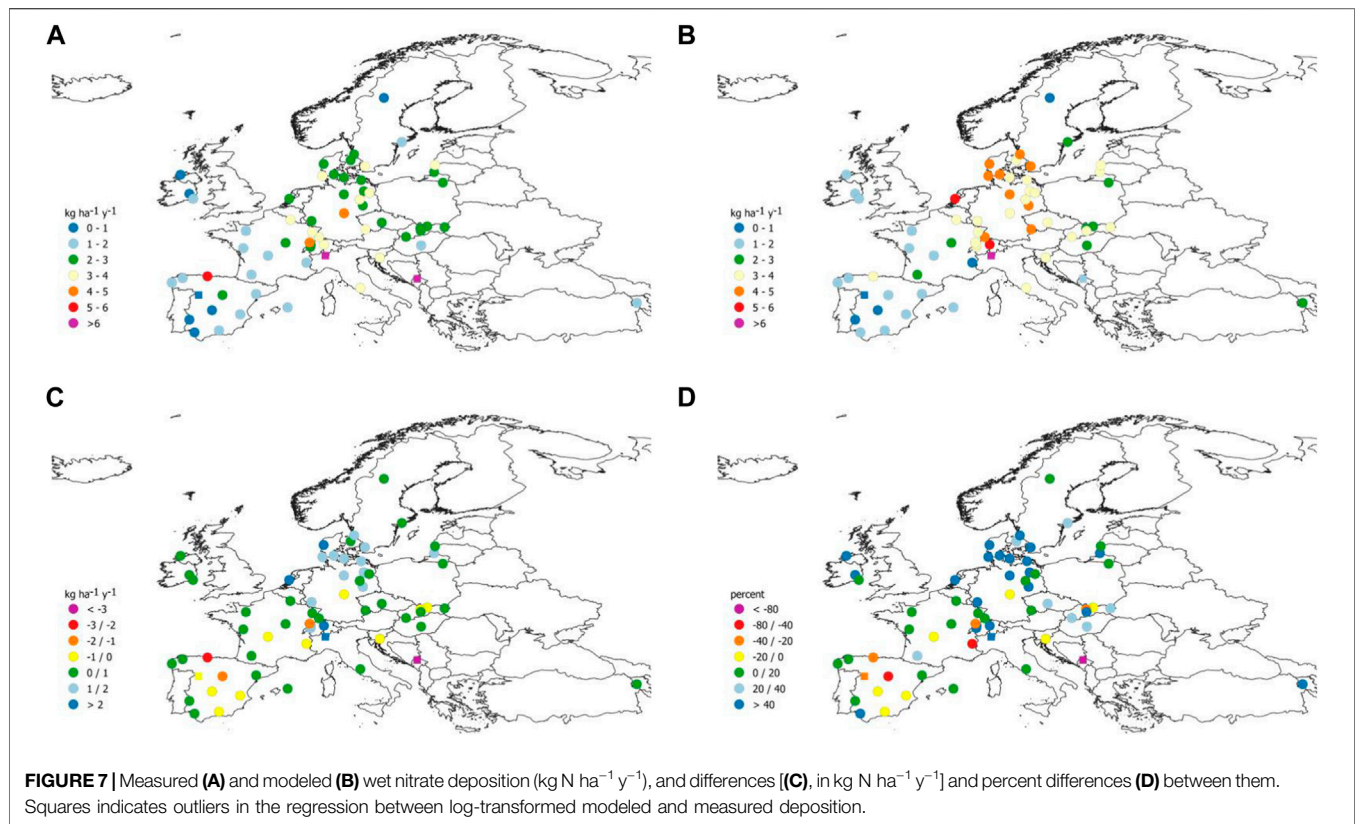 A
kg ha⁻¹ y⁻¹
0 - 1
1 - 2
2 - 3
3 - 4
4 - 5
5 - 6
>6
B
kg ha⁻¹ y⁻¹
0 - 1
1 - 2
2 - 3
3 - 4
4 - 5
5 - 6
>6
C
kg ha⁻¹ y⁻¹
< -3
-3 / -2
-2 / -1
-1 / 0
0 / 1
1 / 2
> 2
D
percent
< -80
-80 / -40
-40 / -20
-20 / 0
0 / 20
20 / 40
> 40
FIGURE 7 | Measured (A) and modeled (B) wet nitrate deposition (kg N ha⁻¹ y⁻¹), and differences [(C), in kg N ha⁻¹ y⁻¹] and percent differences (D) between them.
Squares indicates outliers in the regression between log-transformed modeled and measured deposition.